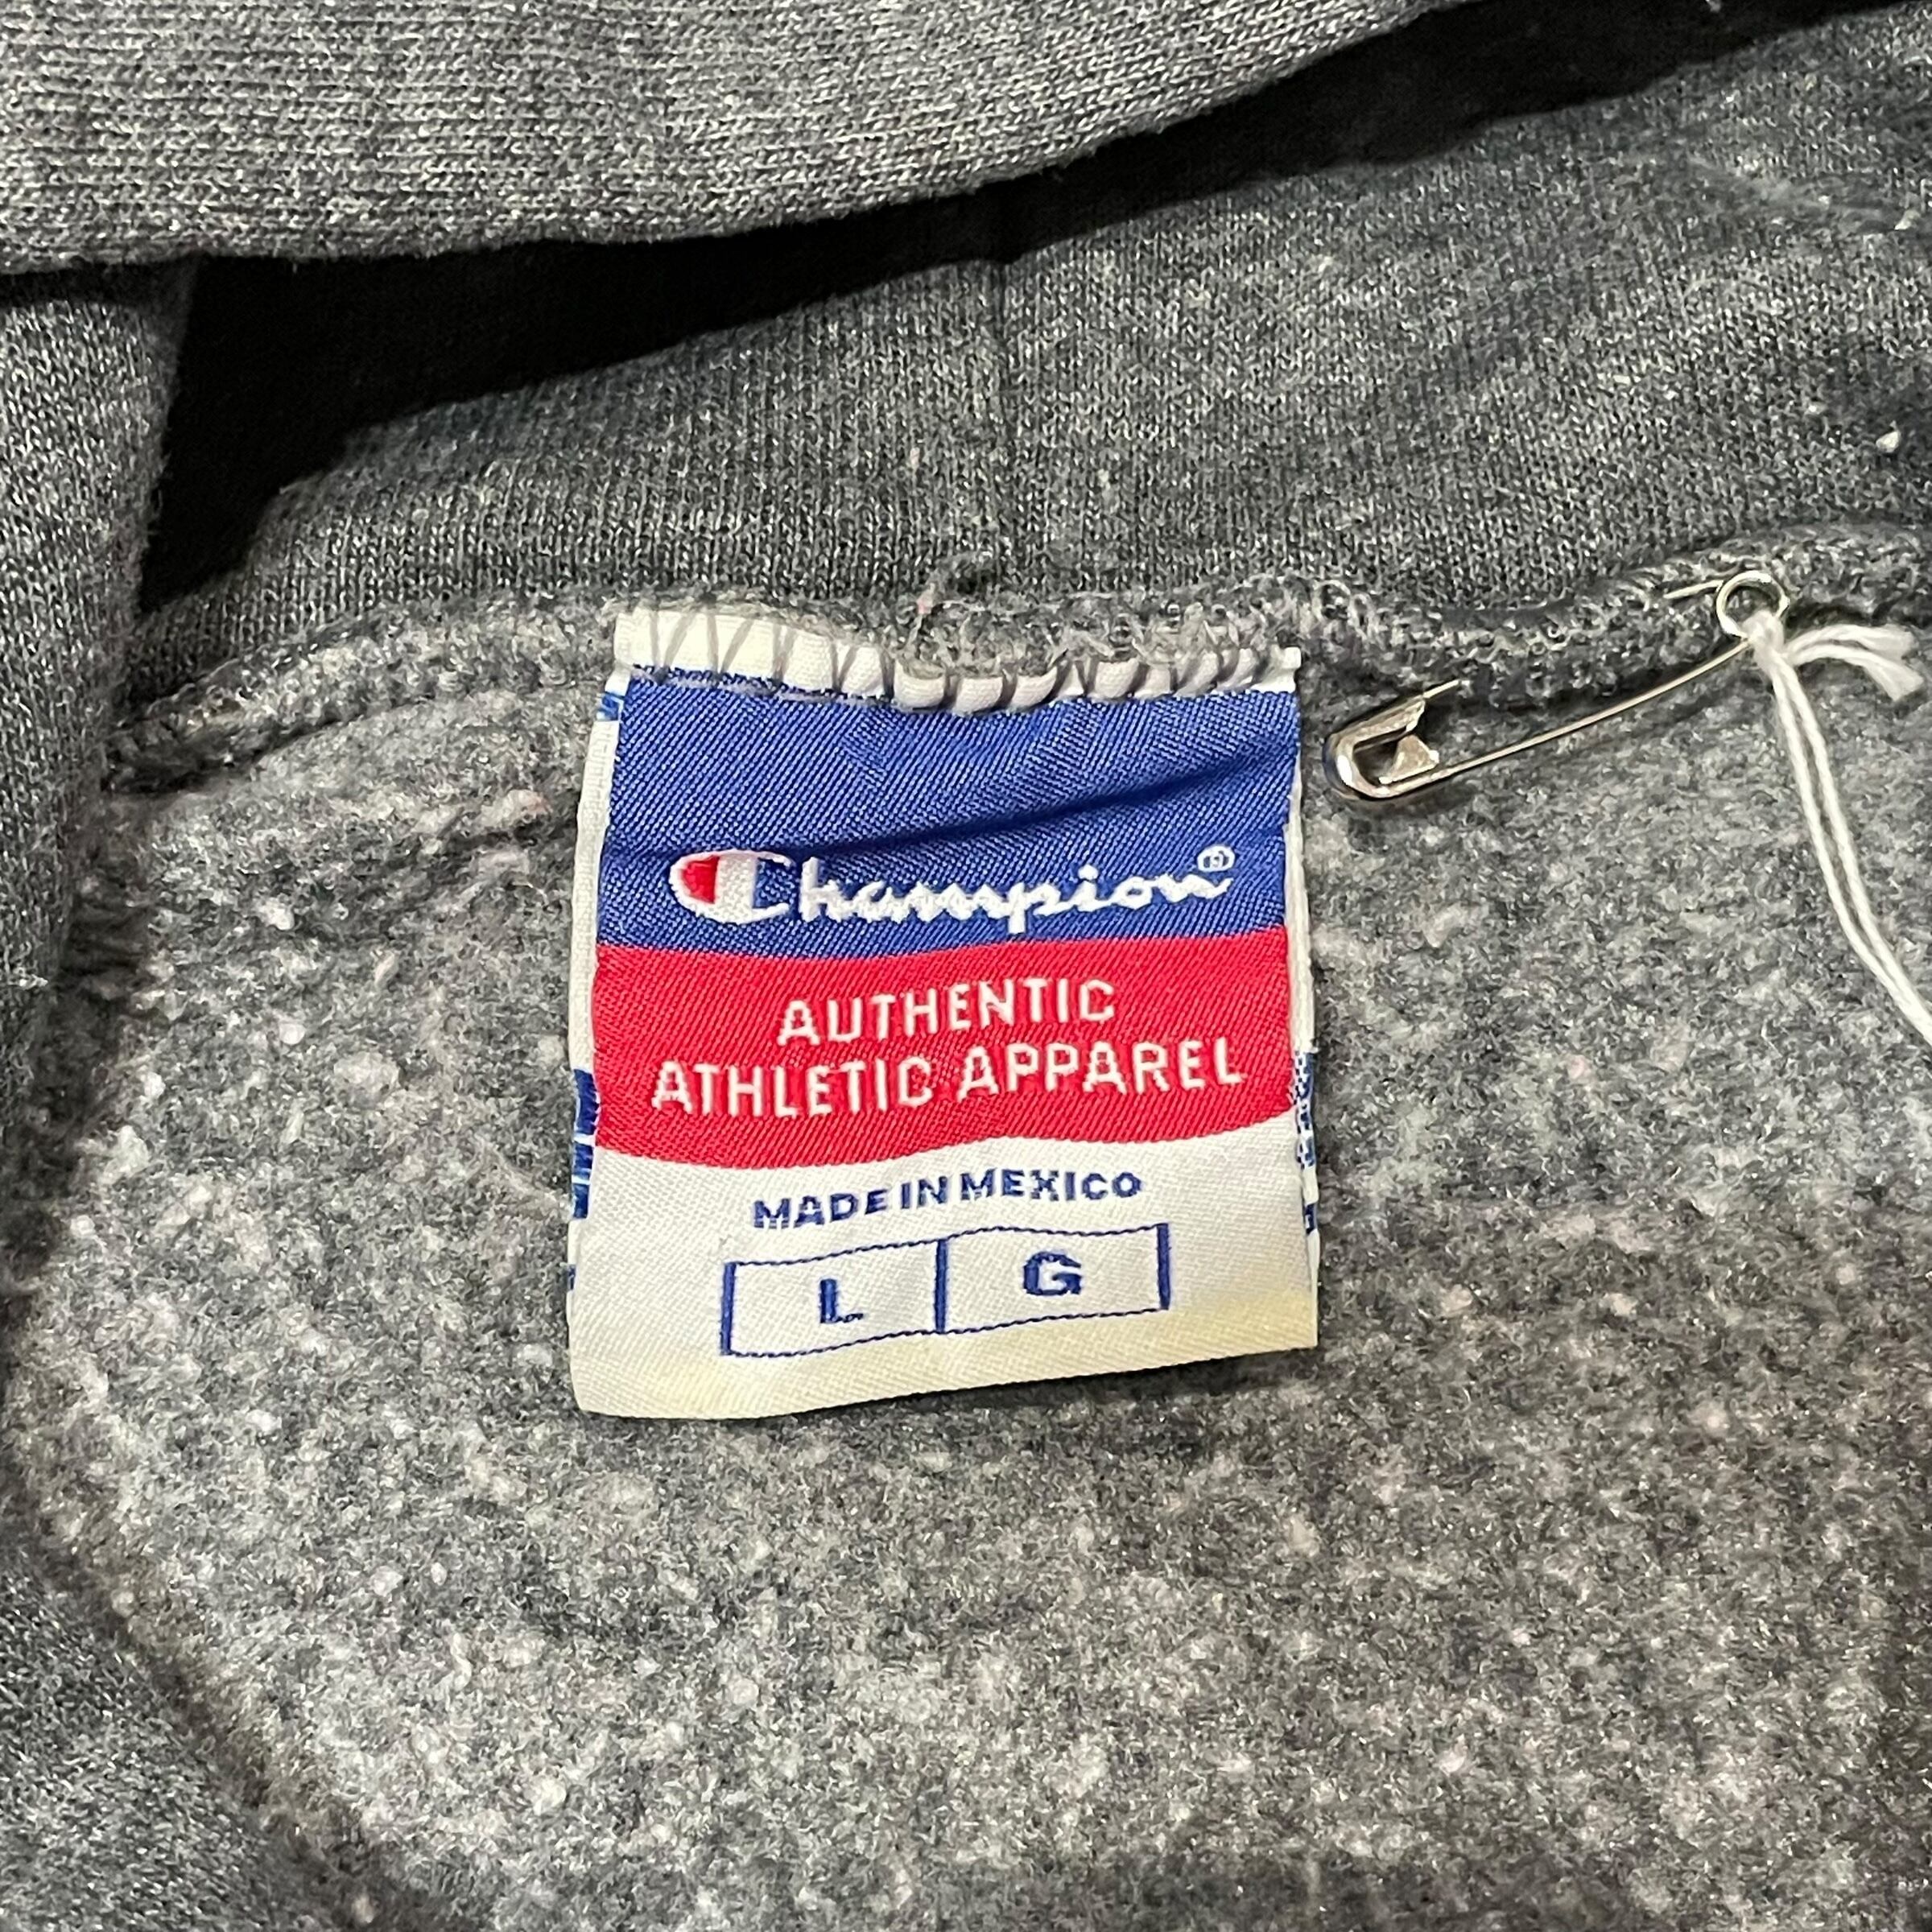 Champion®
AUTHENTIC
ATHLETIC APPAREL
MADE IN MEXICO
L G